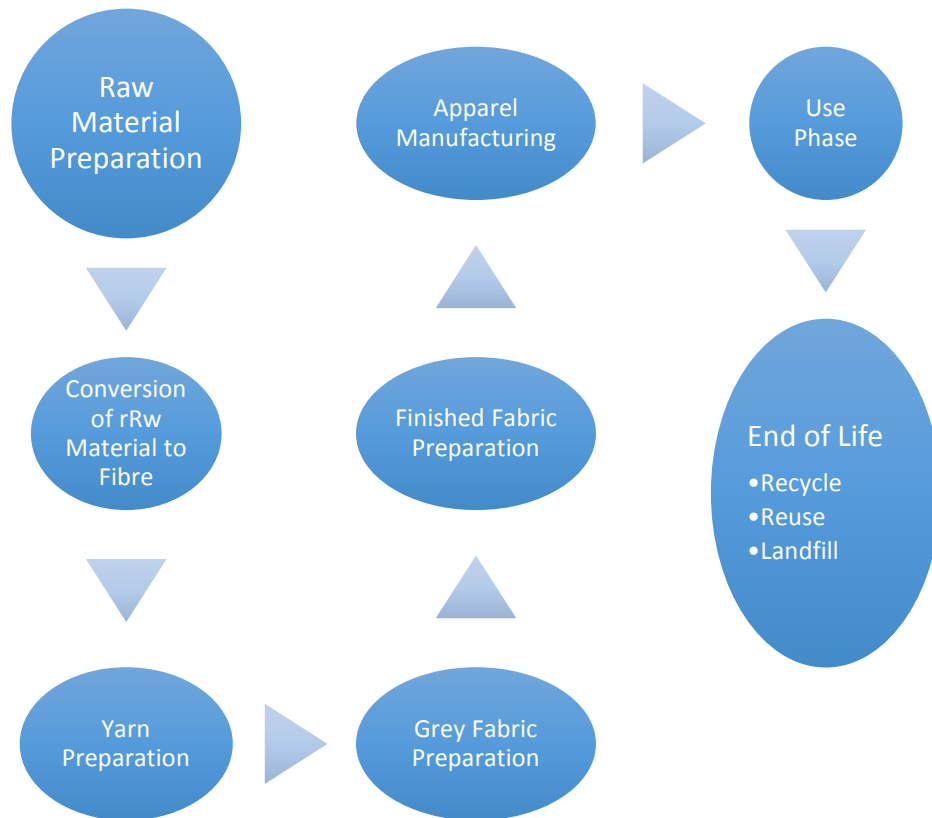 Raw
Material
Preparation
Conversion
of rRw
Material to
Fibre
Yarn
Preparation
Grey Fabric
Preparation
Finished Fabric
Preparation
Apparel
Manufacturing
Use
Phase
End of Life
•Recycle
•Reuse
•Landfill